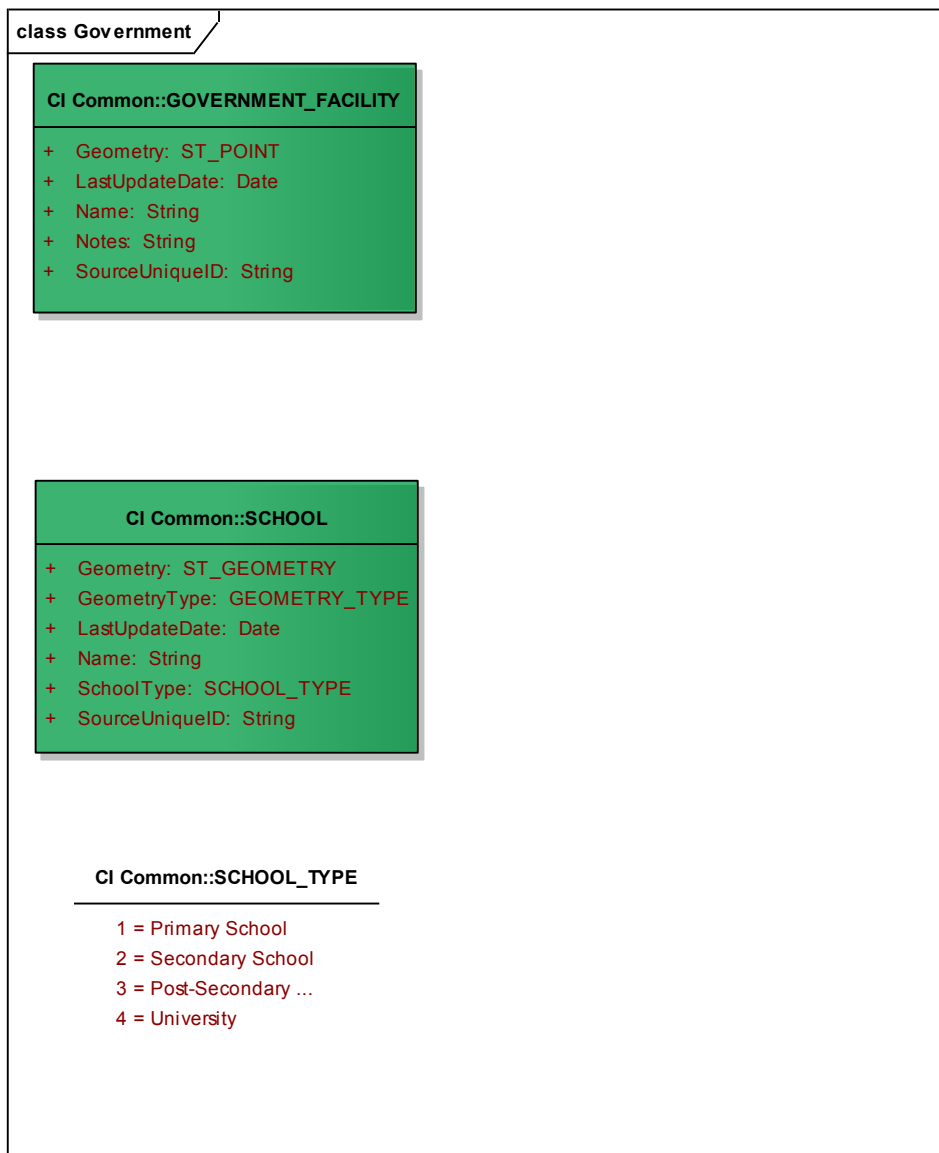 class Government
CI Common::GOVERNMENT_FACILITY
+ Geometry: ST_POINT
+ LastUpdateDate: Date
+ Name: String
+ Notes: String
+ SourceUniqueID: String
CI Common::SCHOOL
+ Geometry: ST_GEOMETRY
+ GeometryType: GEOMETRY_TYPE
+ LastUpdateDate: Date
+ Name: String
+ SchoolType: SCHOOL_TYPE
+ SourceUniqueID: String
CI Common::SCHOOL_TYPE
1 = Primary School
2 = Secondary School
3 = Post-Secondary ...
4 = University